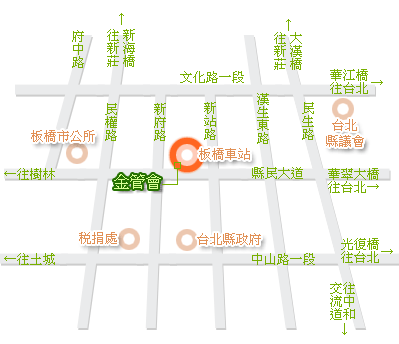 府中路
往新莊
新海橋
往新莊
大漢橋
文化路一段
華江橋
往台北
民權路
新府路
新站路
漢生東路
民生路
台北
縣議會
板橋市公所
板橋車站
往樹林
金管會
縣民大道
華翠大橋
往台北
税捐處
台北縣政府
光復橋
往台北
往土城
中山路一段
交流道
往中和